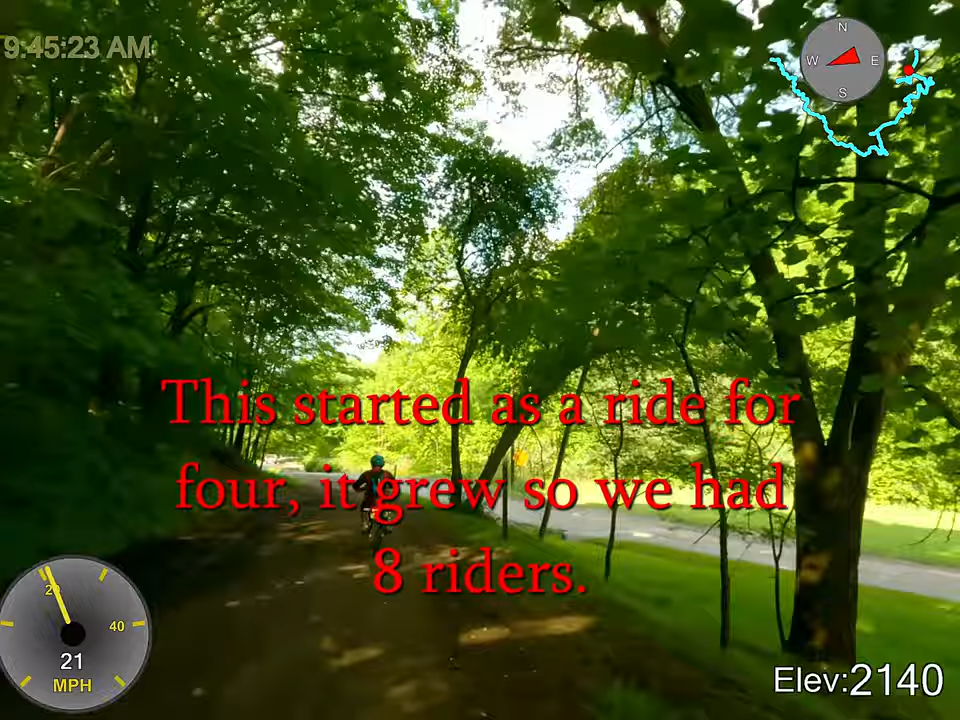 9:45:23 AM
N
W E
S
This started as a ride for
four, it grew so we had
8 riders.
20
40
21
MPH
Elev:2140